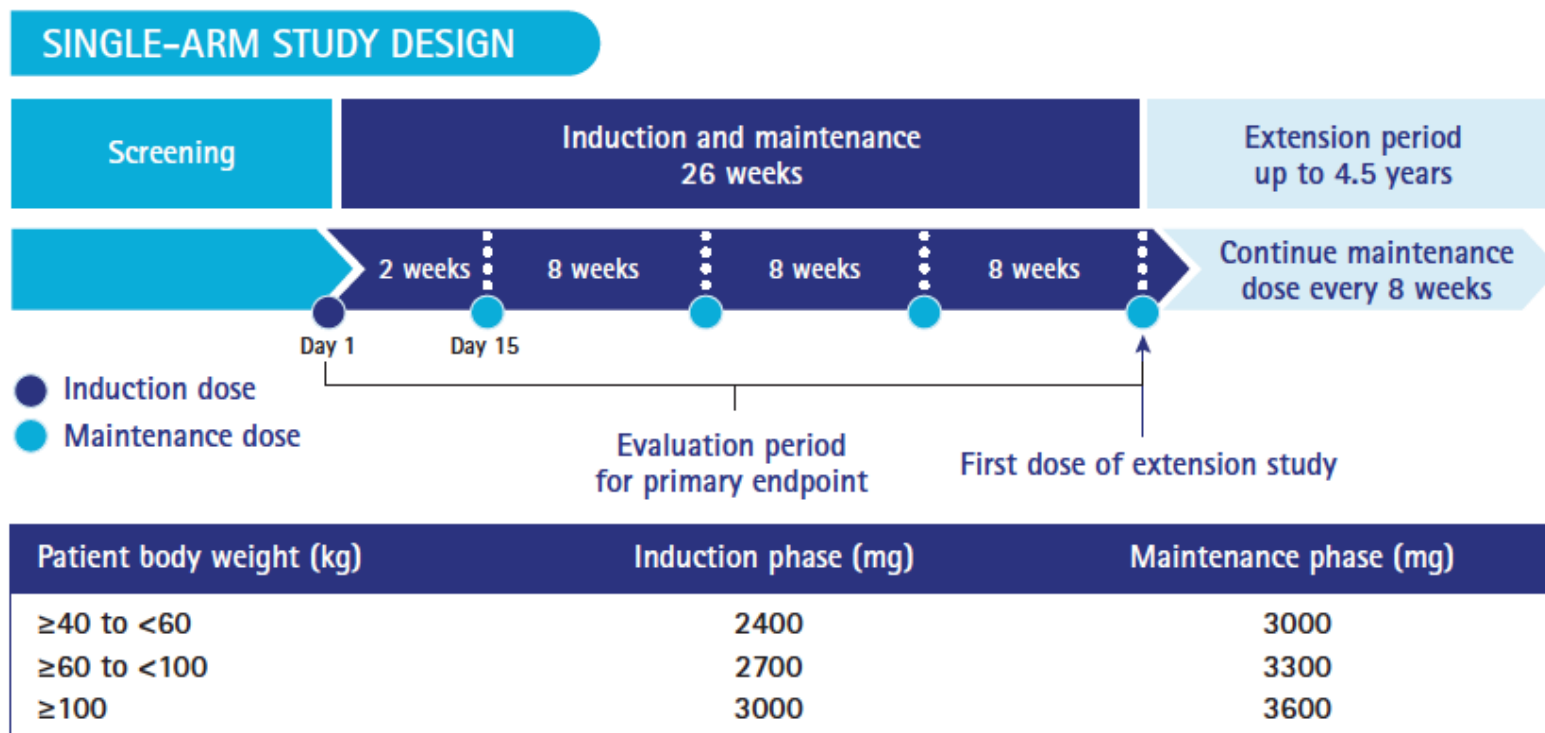 SINGLE-ARM STUDY DESIGN
Screening
Induction and maintenance
26 weeks
Extension period
up to 4.5 years
2 weeks
8 weeks
8 weeks
8 weeks
Continue maintenance
dose every 8 weeks
Day 1
Day 15
Induction dose
Maintenance dose
Evaluation period
for primary endpoint
First dose of extension study
Patient body weight (kg) Induction phase (mg) Maintenance phase (mg)
≥40 to <60 2400 3000
≥60 to <100 2700 3300
≥100 3000 3600